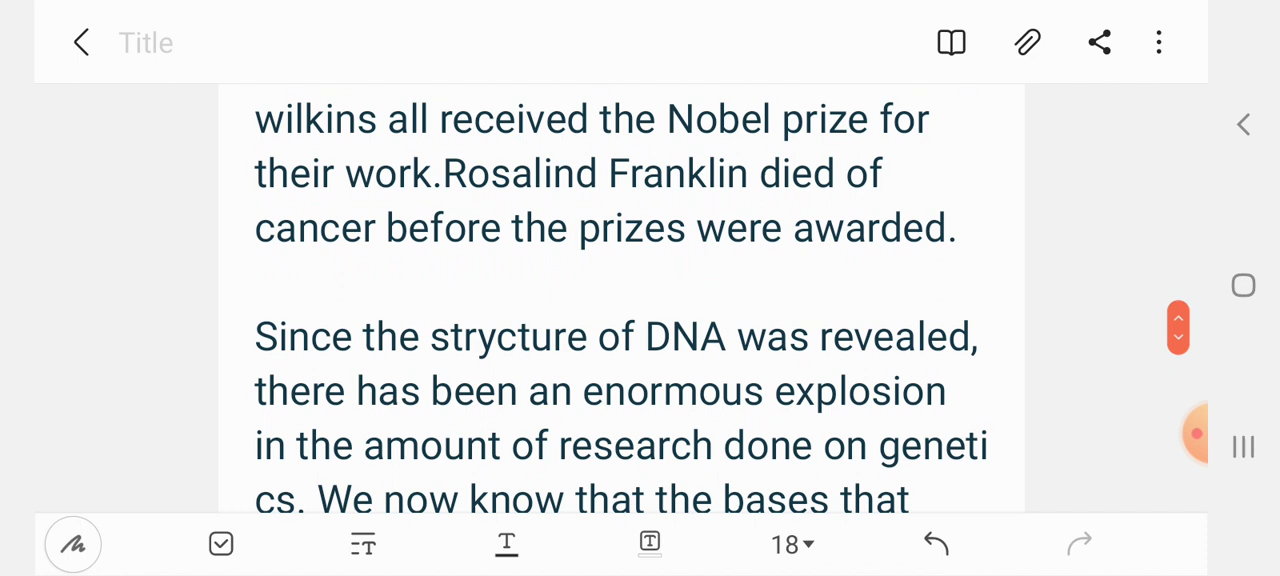 Title
wilkins all received the Nobel prize for
their work.Rosalind Franklin died of
cancer before the prizes were awarded.
Since the strycture of DNA was revealed,
there has been an enormous explosion
in the amount of research done on geneti
cs. We now know that the bases that
T
T
T
18